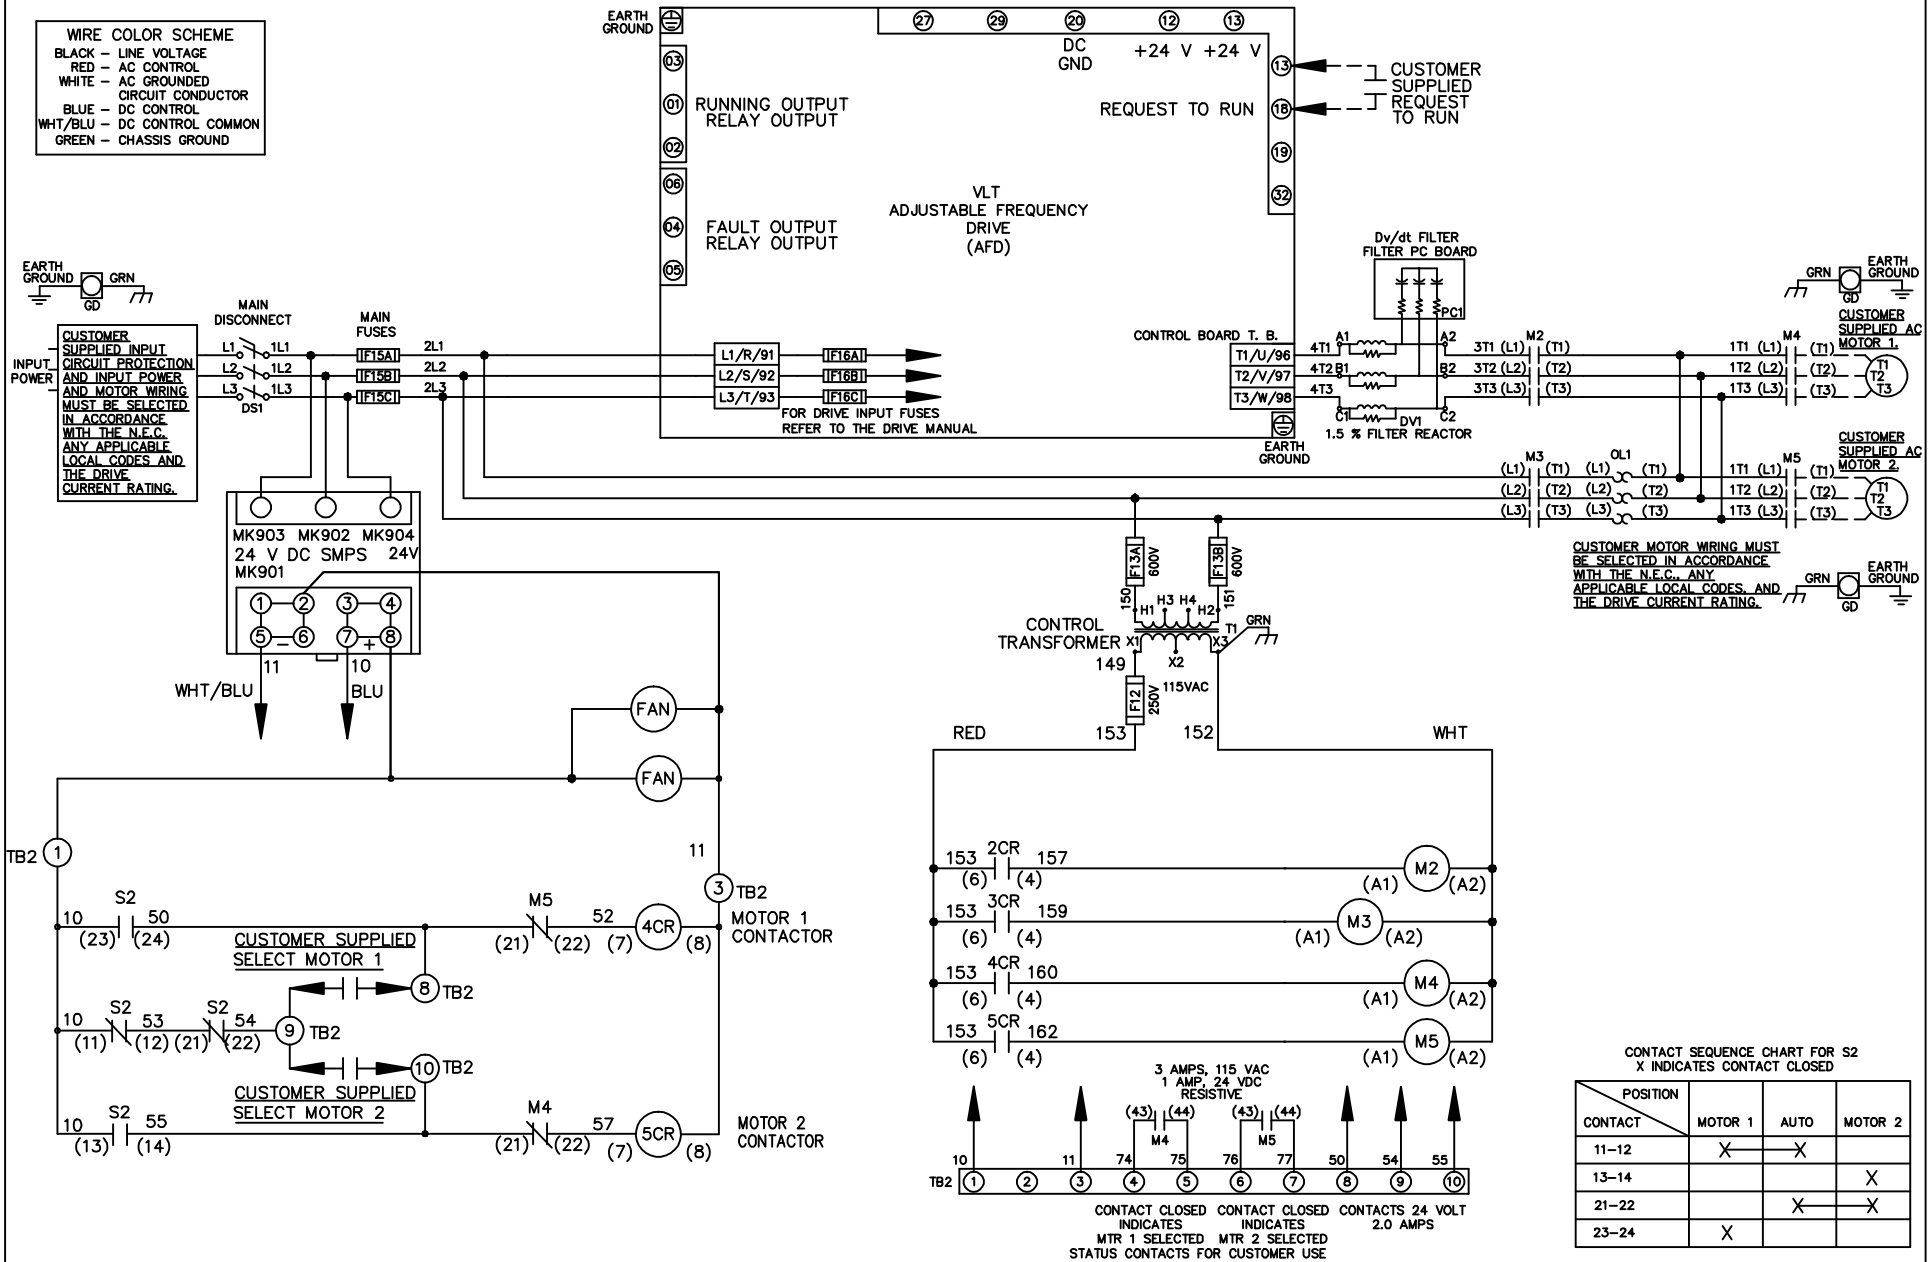 WIRE COLOR SCHEME
BLACK – LINE VOLTAGE
RED – AC CONTROL
WHITE – AC GROUNDED
CIRCUIT CONDUCTOR
BLUE – DC CONTROL
WHT/BLU – DC CONTROL COMMON
GREEN – CHASSIS GROUND
EARTH
GROUND
27 29 20 12 13
DC
GND
+24 V +24 V
03
01
02
RUNNING OUTPUT
RELAY OUTPUT
06
04
05
FAULT OUTPUT
RELAY OUTPUT
VLT
ADJUSTABLE FREQUENCY
DRIVE
(AFD)
REQUEST TO RUN
13
18
19
32
CUSTOMER
SUPPLIED
REQUEST
TO RUN
EARTH
GROUND
GRN
GD
INPUT
POWER
CUSTOMER
SUPPLIED INPUT
CIRCUIT PROTECTION
AND INPUT POWER
AND MOTOR WIRING
MUST BE SELECTED
IN ACCORDANCE
WITH THE N.E.C.
ANY APPLICABLE
LOCAL CODES AND
THE DRIVE
CURRENT RATING.
MAIN
DISCONNECT
L1 1L1
L2 1L2
L3 1L3
DS1
MAIN
FUSES
F15A 2L1
F15B 2L2
F15C 2L3
L1/R/91 F16A
L2/S/92 F16B
L3/T/93 F16C
FOR DRIVE INPUT FUSES
REFER TO THE DRIVE MANUAL
CONTROL BOARD T. B.
T1/U/96
T2/V/97
T3/W/98
EARTH
GROUND
Dv/dt FILTER
FILTER PC BOARD
PC1
4T1 A1 A2
4T2 B1 B2
4T3 C1 C2
DV1
1.5 % FILTER REACTOR
M2
3T1 (L1) (T1)
3T2 (L2) (T2)
3T3 (L3) (T3)
M4
1T1 (L1) (T1)
1T2 (L2) (T2)
1T3 (L3) (T3)
GRN
GD
EARTH
GROUND
CUSTOMER
SUPPLIED AC
MOTOR 1.
T1
T2
T3
M3
(L1) (T1)
(L2) (T2)
(L3) (T3)
OL1
(L1) (T1)
(L2) (T2)
(L3) (T3)
M5
1T1 (L1) (T1)
1T2 (L2) (T2)
1T3 (L3) (T3)
CUSTOMER
SUPPLIED AC
MOTOR 2.
T1
T2
T3
CUSTOMER MOTOR WIRING MUST
BE SELECTED IN ACCORDANCE
WITH THE N.E.C., ANY
APPLICABLE LOCAL CODES, AND
THE DRIVE CURRENT RATING.
GRN
GD
EARTH
GROUND
MK903 MK902 MK904
24 V DC SMPS 24V
MK901
1 2 3 4
5 – 6 7 + 8
11 10
WHT/BLU BLU
FAN
FAN
F13A 600V
F13B 600V
150 151
H1 H3 H4 H2
CONTROL
TRANSFORMER
X1 X2 X3 T1
GRN
149
115VAC
F12 250V
153 152
RED WHT
TB2 1
11
3 TB2
S2
10 50
(23) (24)
M5
(21) (22)
52
(7) 4CR (8)
MOTOR 1
CONTACTOR
CUSTOMER SUPPLIED
SELECT MOTOR 1
8 TB2
S2 S2
10 53 54
(11) (12) (21) (22)
9 TB2
10 TB2
CUSTOMER SUPPLIED
SELECT MOTOR 2
S2
10 55
(13) (14)
M4
(21) (22)
57
(7) 5CR (8)
MOTOR 2
CONTACTOR
153 2CR 157
(6) (4)
(A1) M2 (A2)
153 3CR 159
(6) (4)
(A1) M3 (A2)
153 4CR 160
(6) (4)
(A1) M4 (A2)
153 5CR 162
(6) (4)
(A1) M5 (A2)
3 AMPS, 115 VAC
1 AMP, 24 VDC
RESISTIVE
(43) (44) (43) (44)
M4 M5
10 11 74 75 76 77 50 54 55
TB2 1 2 3 4 5 6 7 8 9 10
CONTACT CLOSED
INDICATES
MTR 1 SELECTED
CONTACT CLOSED
INDICATES
MTR 2 SELECTED
STATUS CONTACTS FOR CUSTOMER USE
CONTACTS 24 VOLT
2.0 AMPS
CONTACT SEQUENCE CHART FOR S2
X INDICATES CONTACT CLOSED
POSITION
CONTACT MOTOR 1 AUTO MOTOR 2
11–12 X X
13–14 X
21–22 X X
23–24 X